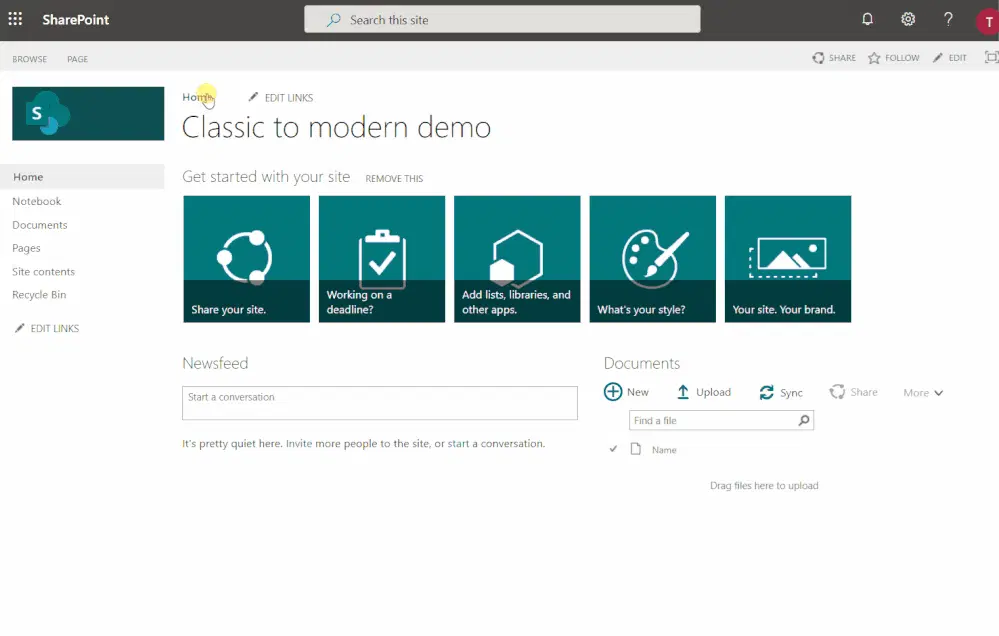 SharePoint
Search this site
?
T
BROWSE
PAGE
SHARE
FOLLOW
EDIT
S
Home
EDIT LINKS
Classic to modern demo
Home
Notebook
Documents
Pages
Site contents
Recycle Bin
EDIT LINKS
Get started with your site
REMOVE THIS
Share your site.
Working on a
deadline?
Add lists, libraries, and
other apps.
What's your style?
Your site. Your brand.
Newsfeed
Start a conversation
It's pretty quiet here. Invite more people to the site, or start a conversation.
Documents
New
Upload
Sync
Share
More
Find a file
Name
Drag files here to upload